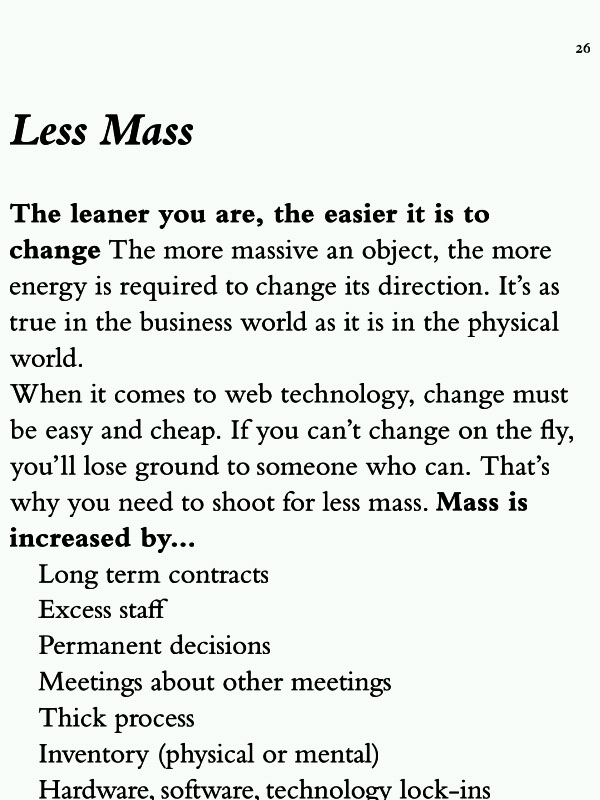 26
Less Mass
The leaner you are, the easier it is to
change The more massive an object, the more
energy is required to change its direction. It’s as
true in the business world as it is in the physical
world.
When it comes to web technology, change must
be easy and cheap. If you can’t change on the fly,
you’ll lose ground to someone who can. That’s
why you need to shoot for less mass. Mass is
increased by...
Long term contracts
Excess staff
Permanent decisions
Meetings about other meetings
Thick process
Inventory (physical or mental)
Hardware, software, technology lock-ins